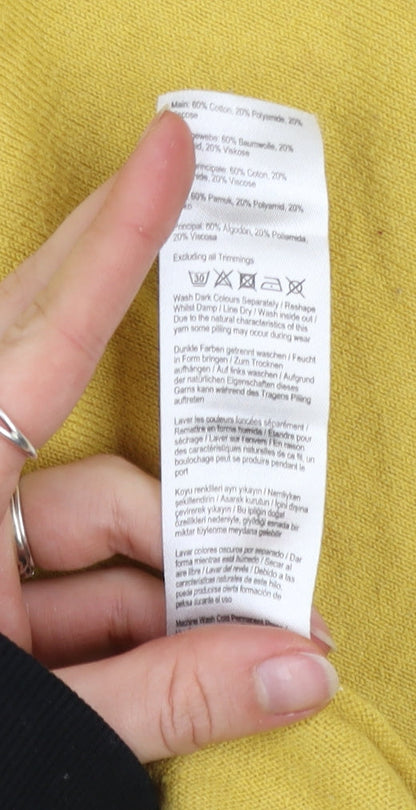 Main: 60% Cotton, 20% Polyamide, 20%
60% Baumwolle, 20%
20% Viskose
60% Coton, 20%
20% Viscose
60% Pamuk, 20% Polyamid, 20%
Principal: 60% Algodón, 20% Poliamida,
20% Viscosa
Excluding all Trimmings
30
Wash Dark Colours Separately / Reshape
Whilst Damp / Line Dry / Wash inside out /
Due to the natural characteristics of this
yarn some pilling may occur during wear
Dunkle Farben getrennt waschen / Feucht
in Form bringen / Zum Trocknen
aufhängen / Auf links waschen / Aufgrund
der natürlichen Eigenschaften dieses
Garns kann während des Tragens Pilling
auftreten
Laver les couleurs foncées séparément /
Remettre en forme humide / Etendre pour
séchage / Laver sur l'envers / En raison
des caractéristiques naturelles de ce fil, un
boulochage peut se produire pendant le
port
Koyu renkleri ayrı yıkayın / Nemliyken
şekillendirin / Asarak kurutun / İçini dışına
çevirerek yıkayın / Bu ipliğin doğal
özellikleri nedeniyle, giyildiği esnada bir
miktar tüylenme meydana gelebilir
Lavar colores oscuros por separado / Dar
forma mientras está húmedo / Secar al
aire libre / Lavar del revés / Debido a las
características naturales de este hilo,
puede producirse cierta formación de
pelusa durante el uso
Machine Wash Cold Permanent